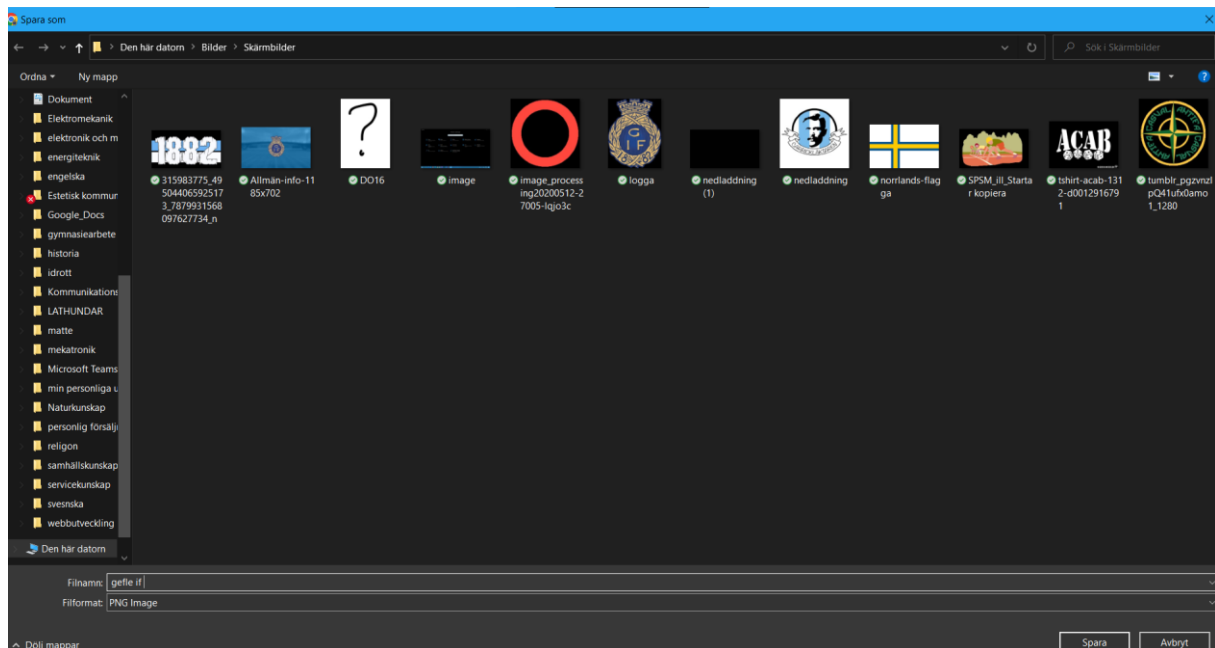 Spara som
Den här datorn > Bilder > Skärmbilder
Sök i Skärmbilder
Ordna
Ny mapp
Dokument
Elektromekanik
elektronik och m
energiteknik
engelska
Estetisk kommur
Google_Docs
gymnasiearbete
historia
idrott
Kommunikations
LATHUNDAR
matte
mekatronik
Microsoft Teams
min personliga u
Naturkunskap
personlig försälj
religon
samhällskunskap
servicekunskap
svesnska
webbutveckling
Den här datorn
1882
315983775_49
504406592517
3_7879931568
097627734_n
Allmän-info-11
85x702
?
DO16
image
image_process
ing20200512-2
7005-lqjo3c
G
I F
1882
logga
nedladdning
(1)
nedladdning
norrlands-flag
ga
SPSM_ill_Starta
r kopiera
ACAB
tshirt-acab-131
2-d001291679
1
tumblr_pgzvnzl
pQ41ufx0amo
1_1280
Filnamn:
gefle if
Filformat:
PNG Image
Dölj mappar
Spara
Avbryt